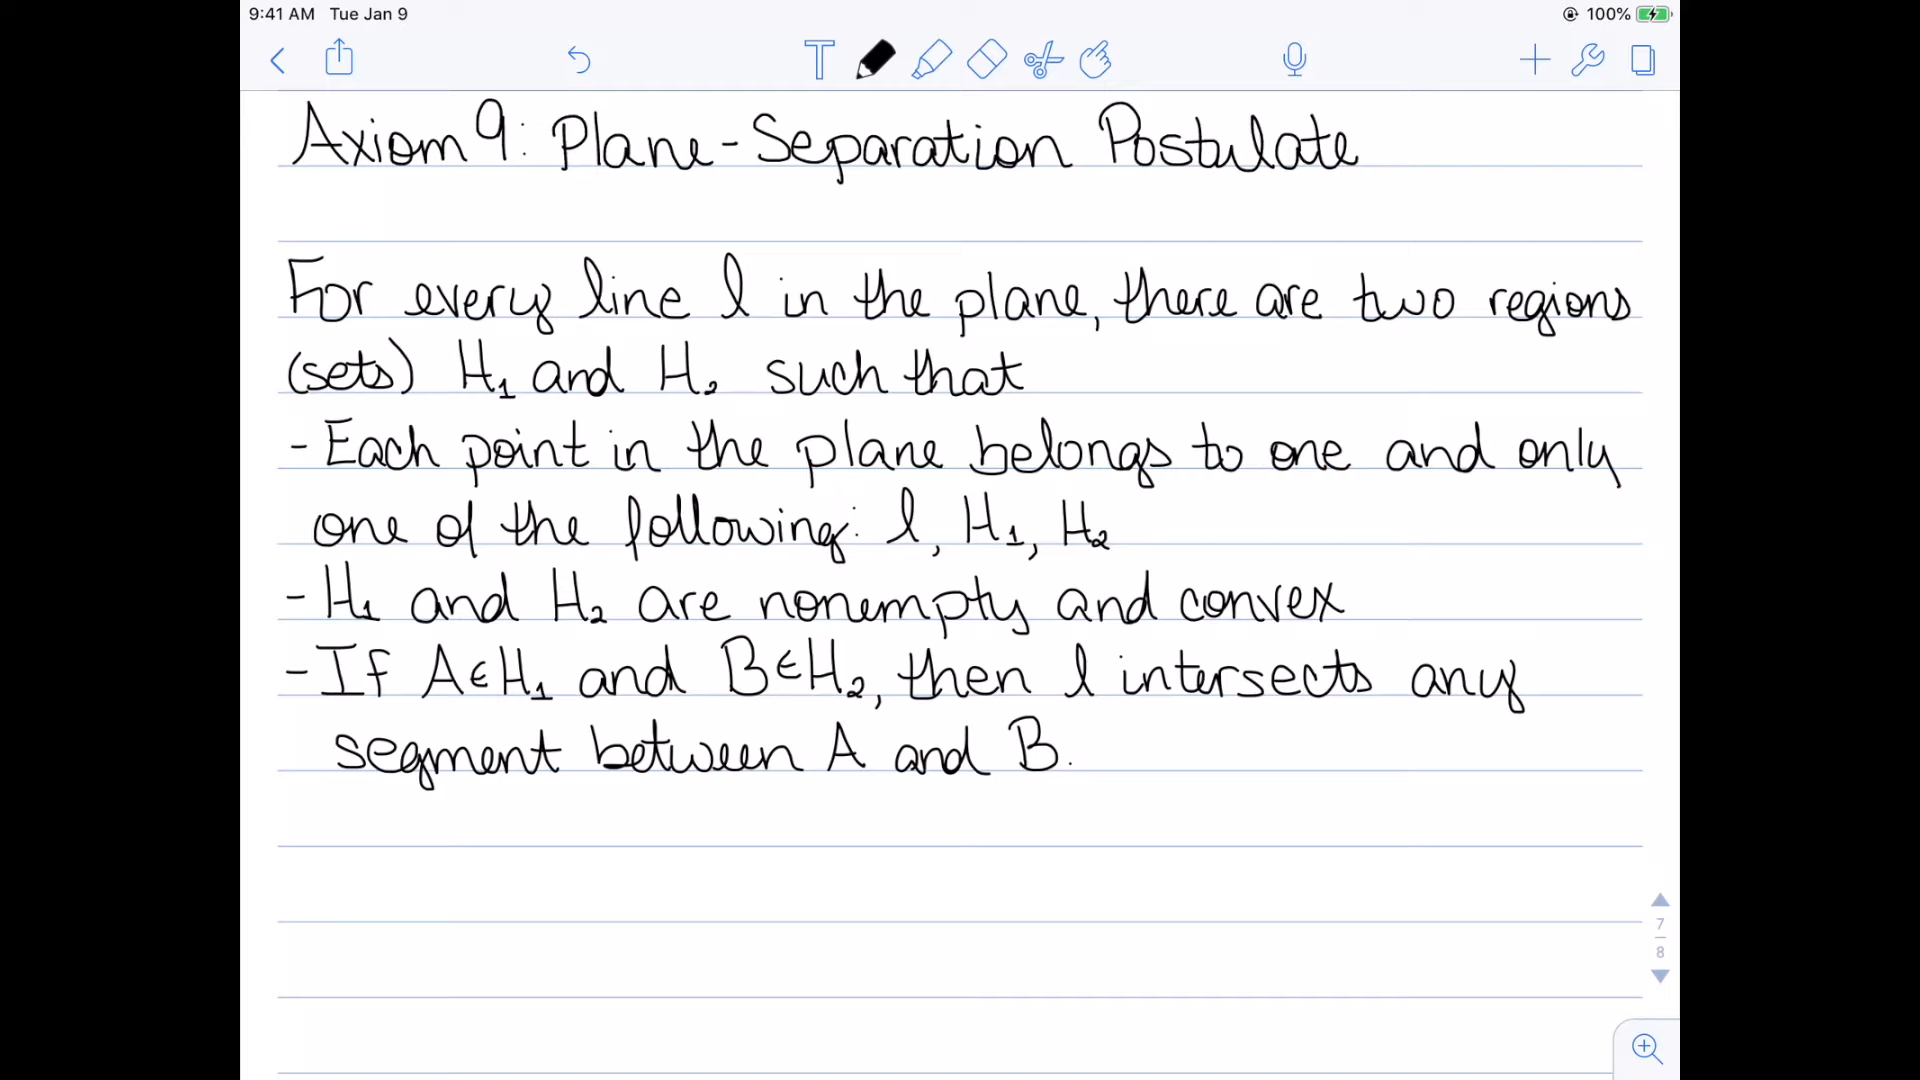 9:41 AM Tue Jan 9
100%
T
Axiom 9: Plane-Separation Postulate
For every line l in the plane, there are two regions
(sets) H₁ and H₂ such that
- Each point in the plane belongs to one and only
one of the following: l, H₁, H₂
- H₁ and H₂ are nonempty and convex
- If A∈H₁ and B∈H₂, then l intersects any
segment between A and B.
7
8